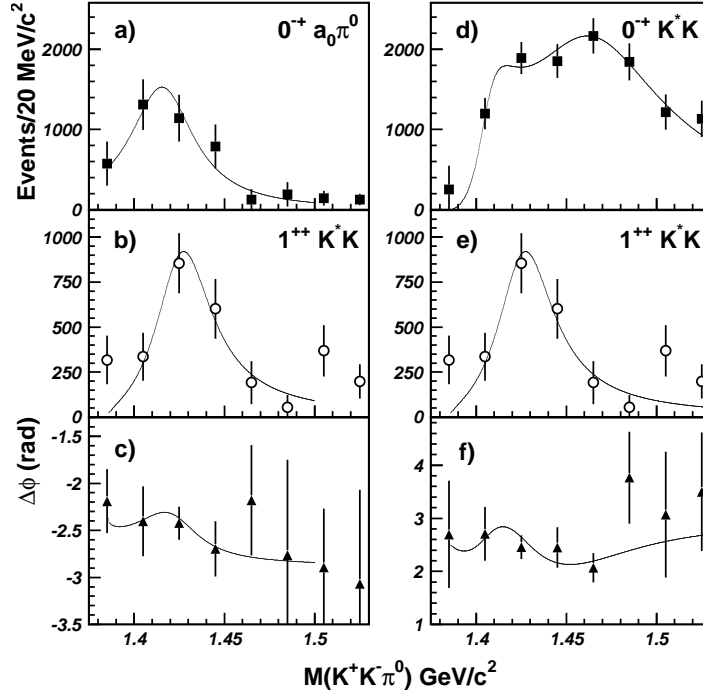 Events/20 MeV/c²
a) 0⁻⁺ a₀π⁰
2000
1000
0
d) 0⁻⁺ K*K
2000
1000
0
b) 1⁺⁺ K*K
1000
750
500
250
0
e) 1⁺⁺ K*K
1000
750
500
250
0
Δϕ (rad)
c)
-1.5
-2
-2.5
-3
-3.5
1.4 1.45 1.5
f)
4
3
2
1
1.4 1.45 1.5
M(K⁺K⁻π⁰) GeV/c²